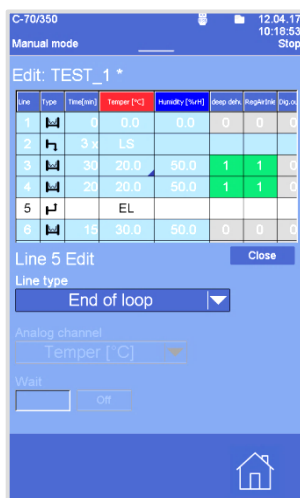 C-70/350 12.04.17
10:18:53
Manual mode Stop
Edit: TEST_1 *
Line Type Time[min] Temper [°C] Humidity [%rH] deep dehu. RegAir(Inle Dig.ou
1 0 0.0 0.0 0 0 0
2 3 x LS
3 30 20.0 50.0 1 1 0
4 20 20.0 50.0 1 1 0
5 EL
6 15 30.0 50.0 0 0 0
Line 5 Edit Close
Line type
End of loop
Analog channel
Temper [°C]
Wait
Off